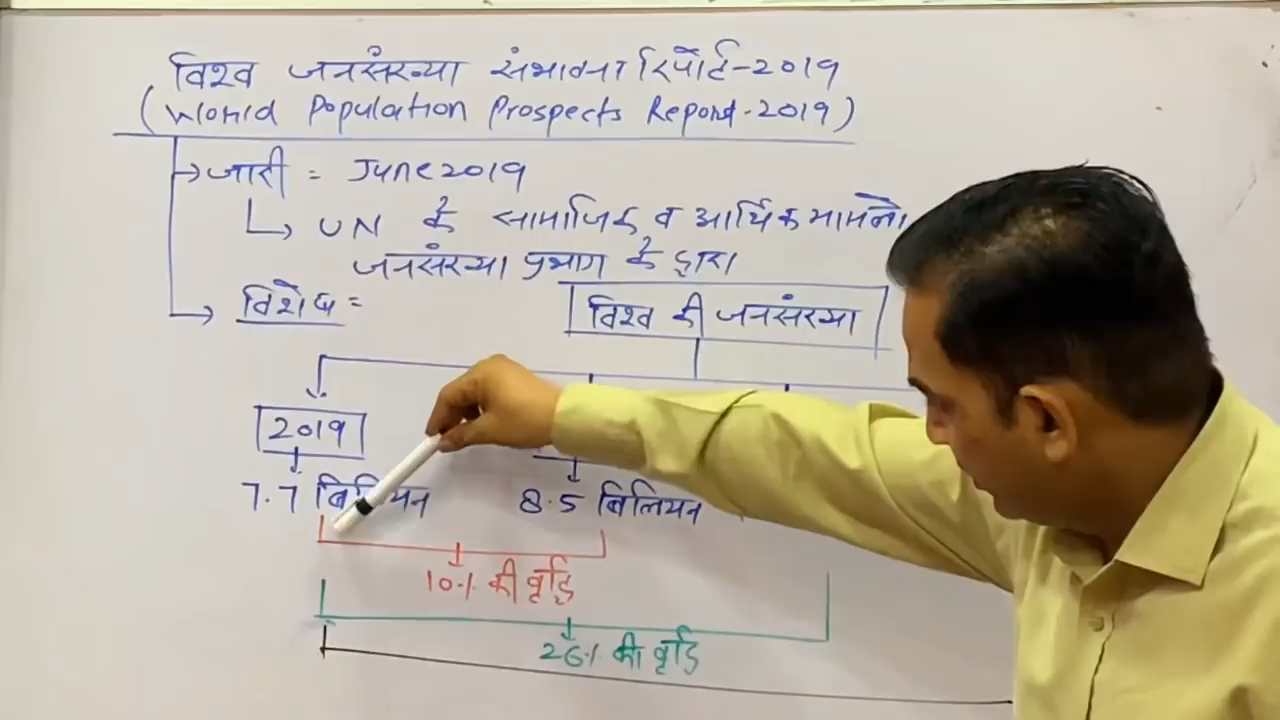 विश्व जनसंख्या संभावना रिपोर्ट-2019
(World Population Prospects Report-2019)
जारी = June 2019
UN के सामाजिक व आर्थिक मामलो
जनसंख्या प्रभाग के द्वारा
विशेष =
विश्व की जनसंख्या
2019
7.7 बिलियन 8.5 बिलियन
10% की वृद्धि
26% की वृद्धि